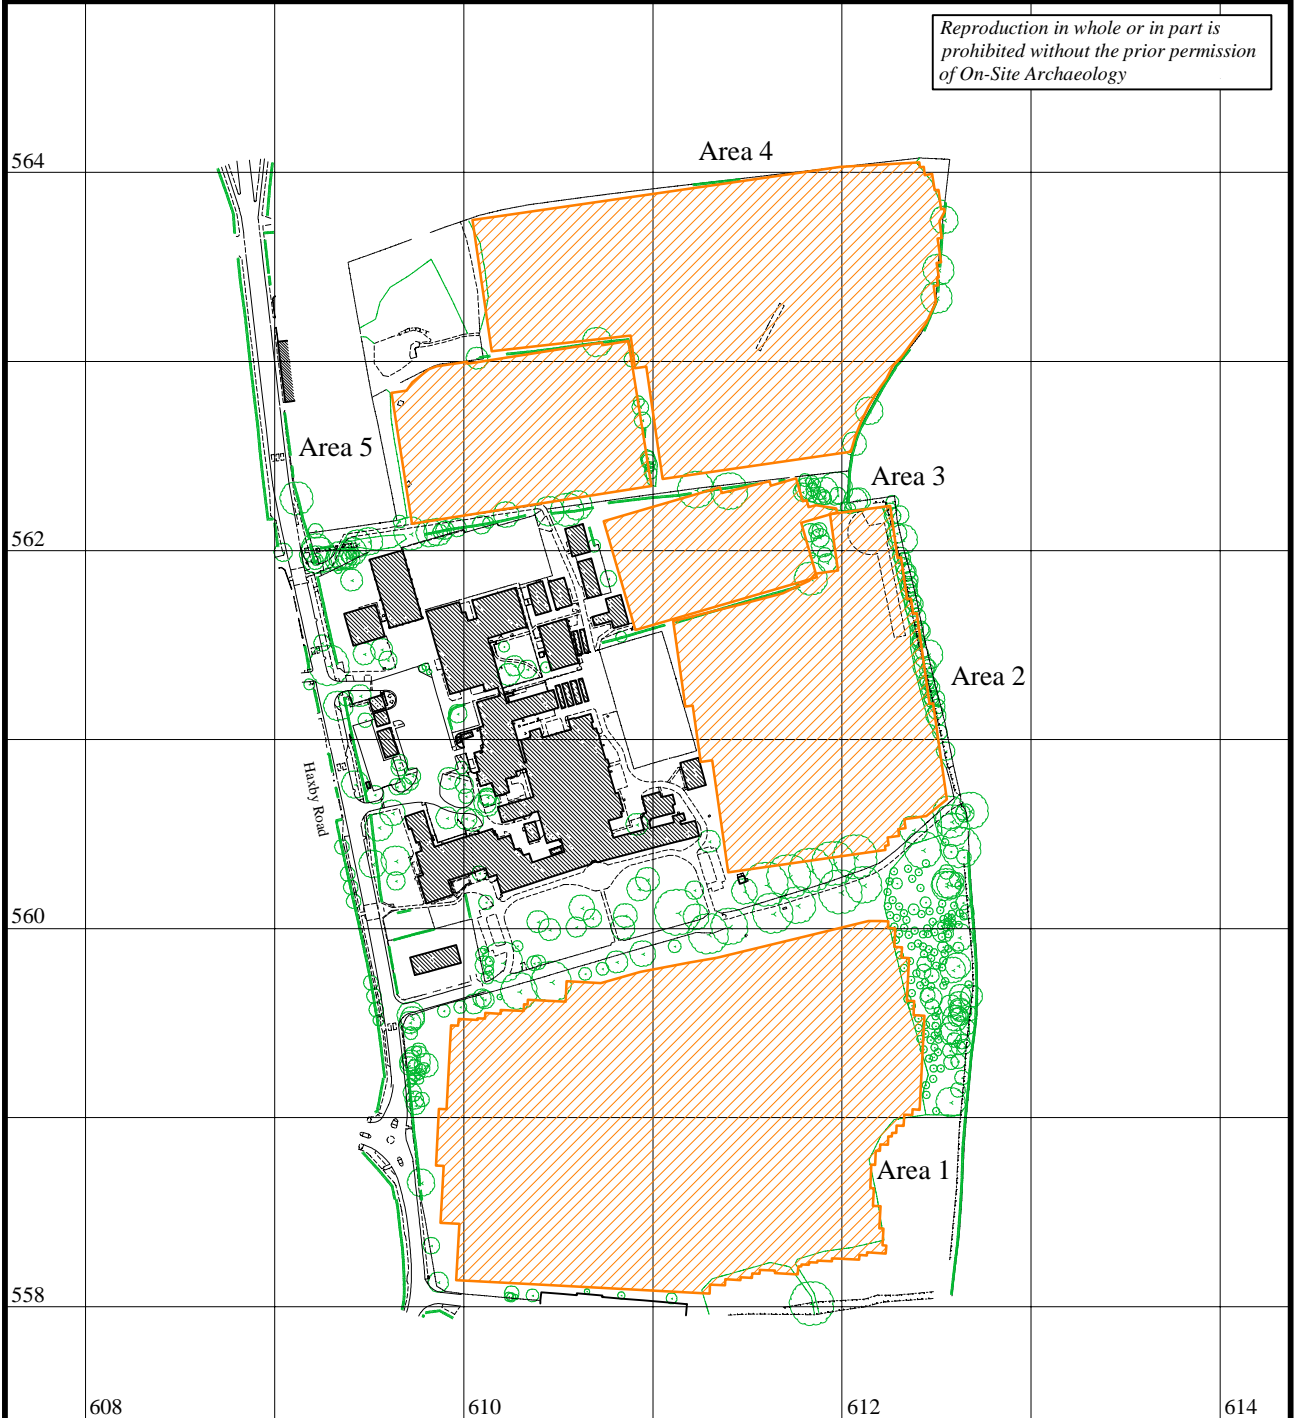 Reproduction in whole or in part is
prohibited without the prior permission
of On-Site Archaeology
Area 4
564
Area 5
Area 3
562
Area 2
Haxby Road
560
Area 1
558
608
610
612
614